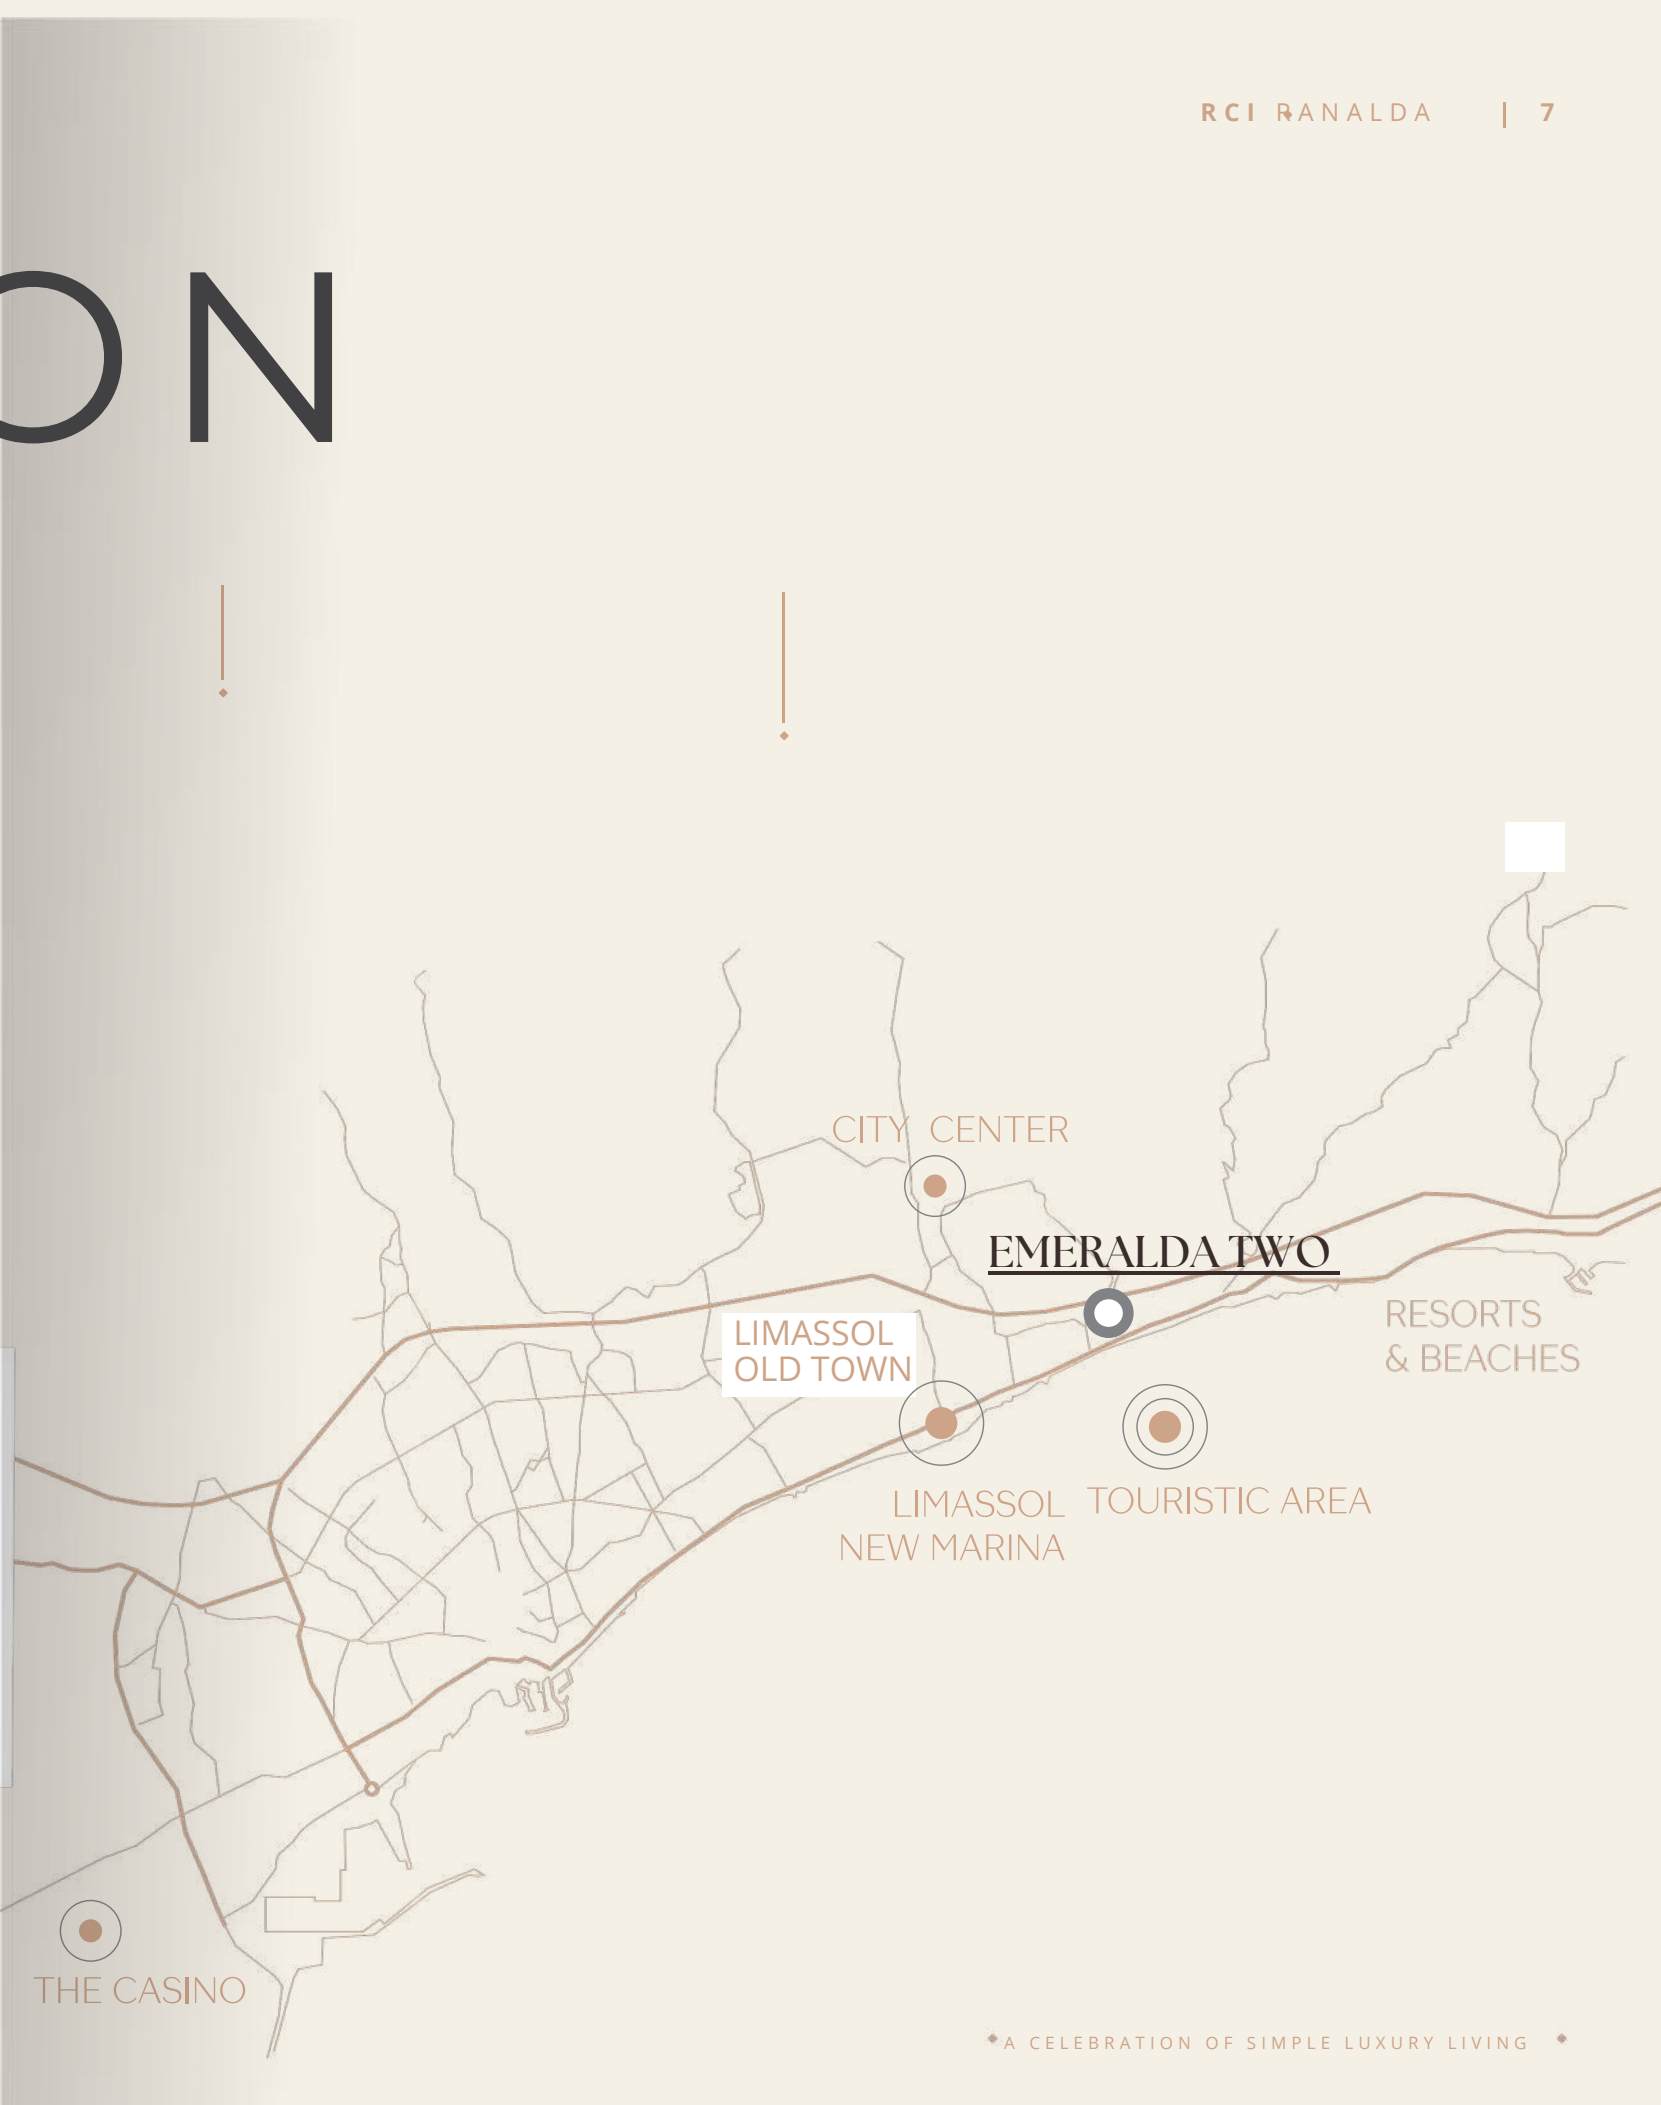 RCI RANALDA | 7
ON
CITY CENTER
EMERALDA TWO
LIMASSOL
OLD TOWN
RESORTS
& BEACHES
LIMASSOL
NEW MARINA
TOURISTIC AREA
THE CASINO
A CELEBRATION OF SIMPLE LUXURY LIVING